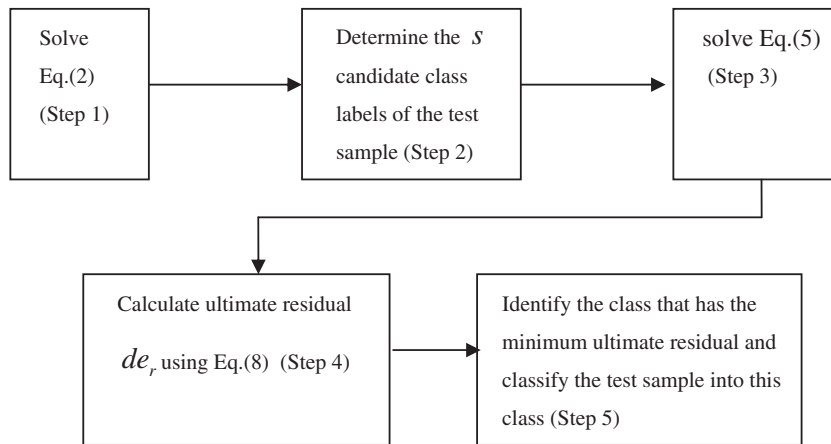 Solve
Eq.(2)
(Step 1)
Determine the s
candidate class
labels of the test
sample (Step 2)
solve Eq.(5)
(Step 3)
Calculate ultimate residual
de_r using Eq.(8) (Step 4)
Identify the class that has the
minimum ultimate residual and
classify the test sample into this
class (Step 5)